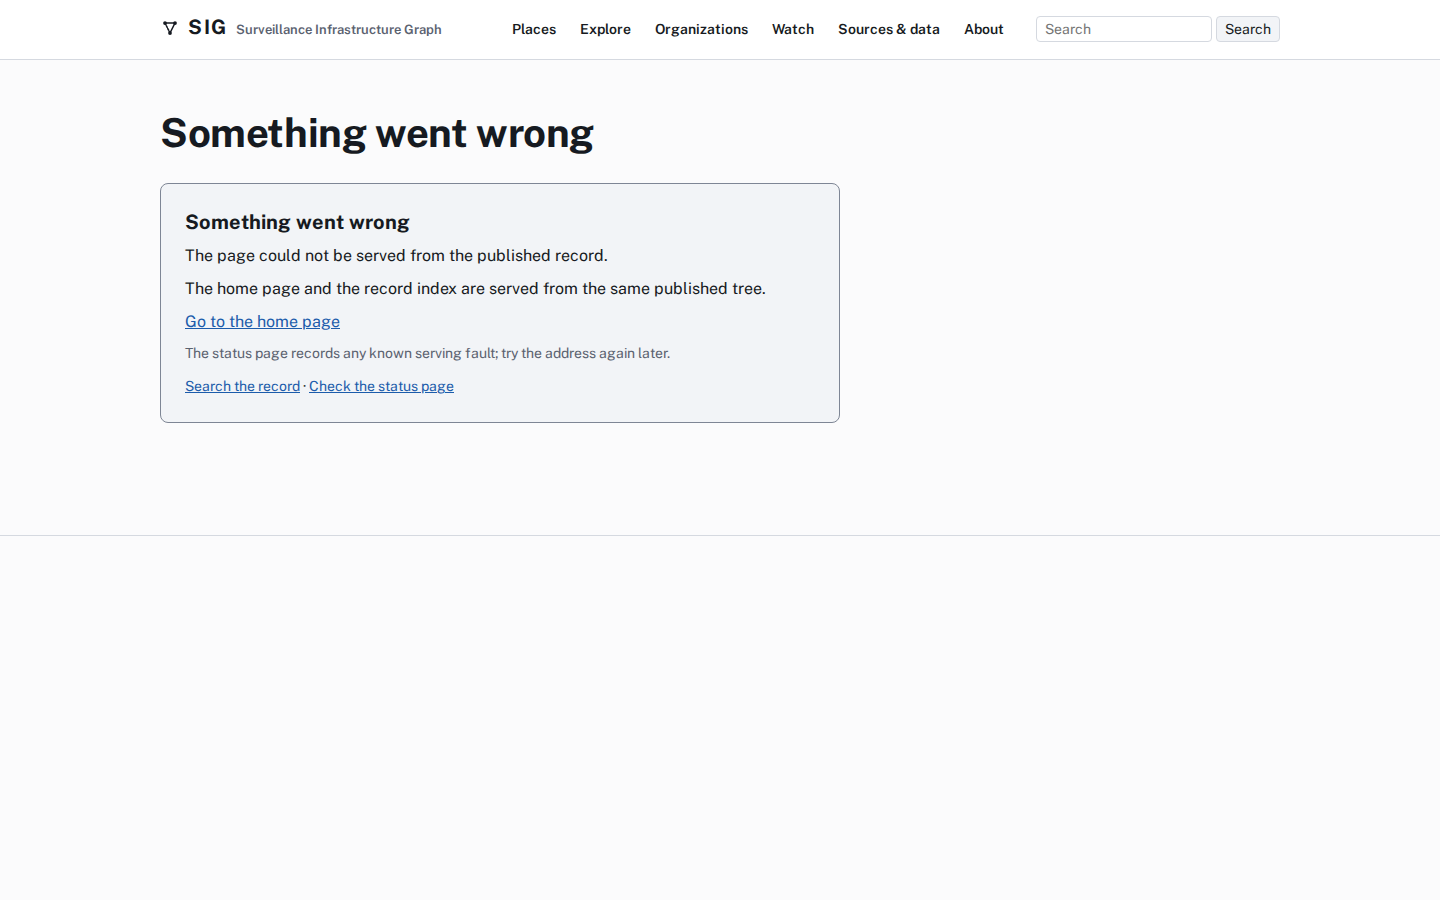 SIG Surveillance Infrastructure Graph Places Explore Organizations Watch Sources & data About Search Search
Something went wrong
Something went wrong
The page could not be served from the published record.
The home page and the record index are served from the same published tree.
Go to the home page
The status page records any known serving fault; try the address again later.
Search the record · Check the status page